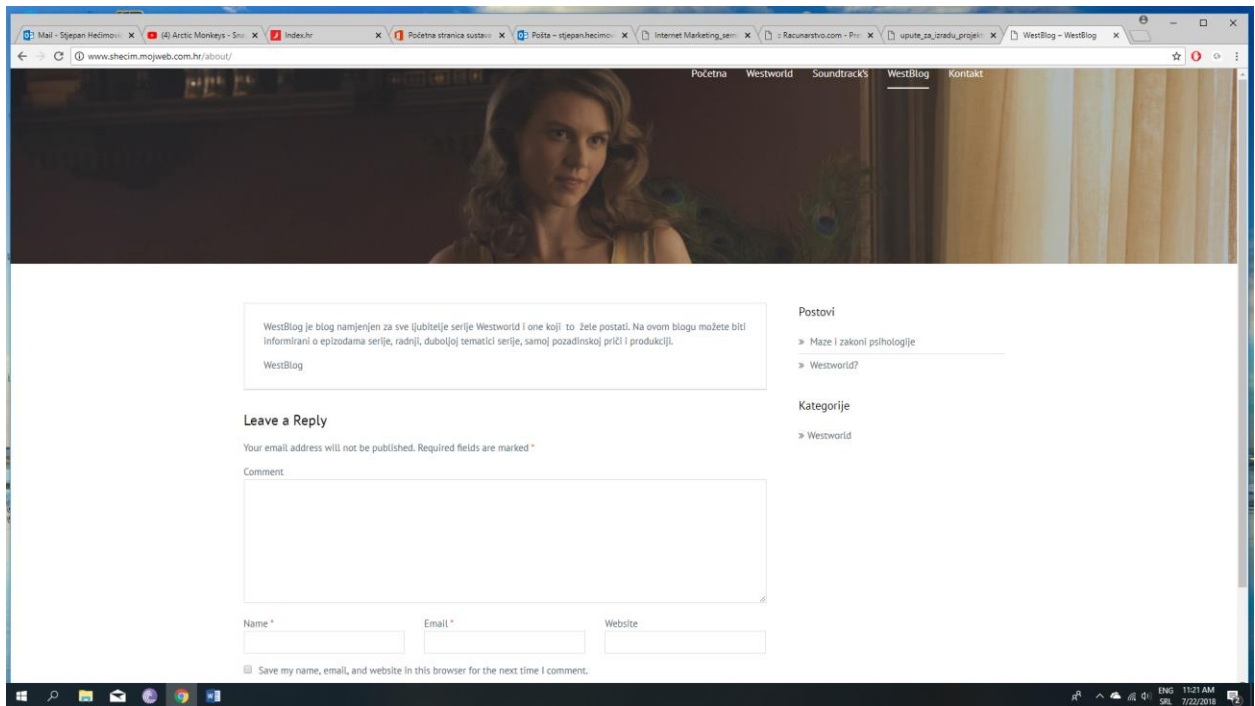 Mail - Stjepan Hećimovi
(4) Arctic Monkeys - Sno
Index.hr
Početna stranica sustava
Pošta – stjepan.hecimov
Internet Marketing_sem
:: Racunarstvo.com - Pr
upute_za_izradu_projekt
WestBlog – WestBlog
www.shecim.mojweb.com.hr/about/
Početna Westworld Soundtrack's WestBlog Kontakt
WestBlog je blog namjenjen za sve ljubitelje serije Westworld i one koji to žele postati. Na ovom blogu možete biti
informirani o epizodama serije, radnji, duboljoj tematici serije, samoj pozadinskoj priči i produkciji.
WestBlog
Postovi
» Maze i zakoni psihologije
» Westworld?
Kategorije
» Westworld
Leave a Reply
Your email address will not be published. Required fields are marked *
Comment
Name * Email * Website
Save my name, email, and website in this browser for the next time I comment.
ENG 11:21 AM
SRL 7/22/2018